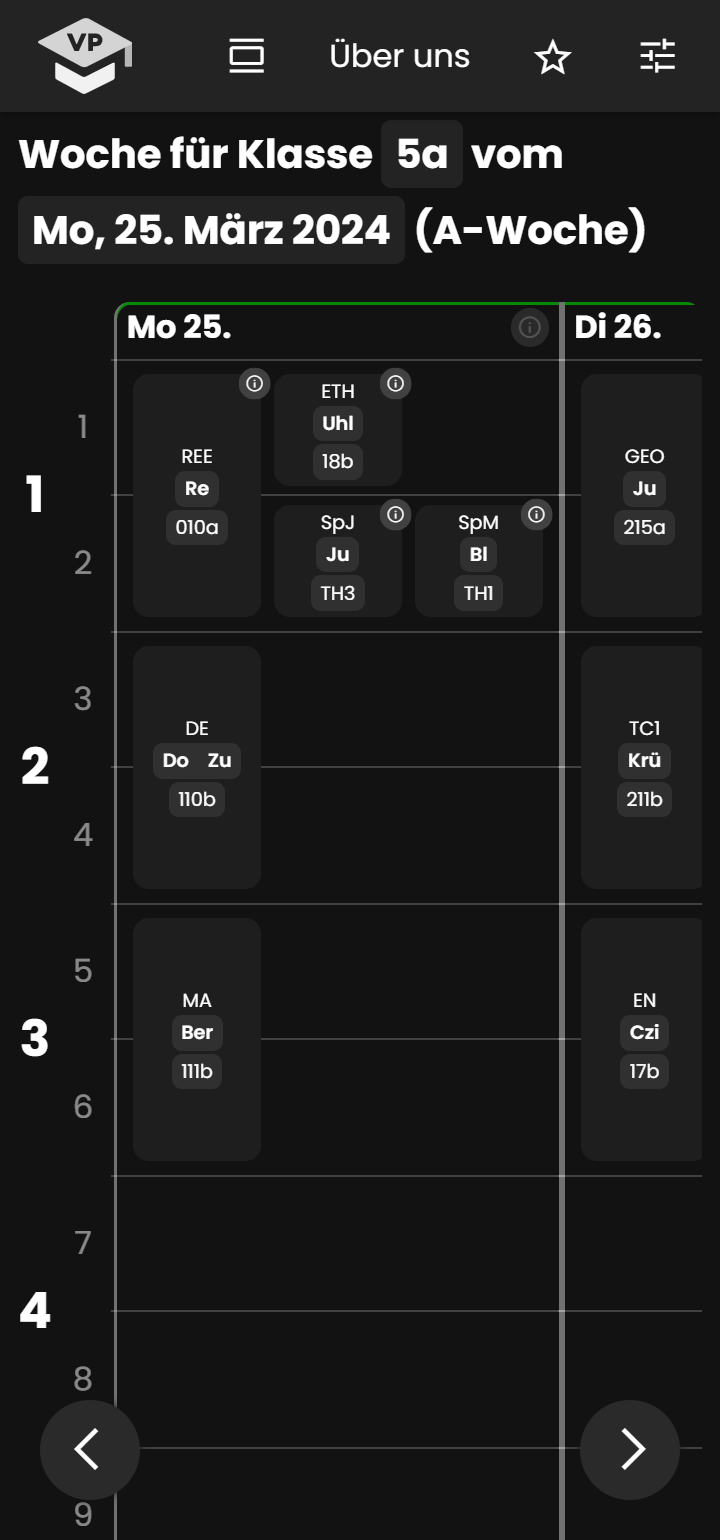 VP
Über uns
Woche für Klasse 5a vom
Mo, 25. März 2024 (A-Woche)
Mo 25.
Di 26.
1
1
2
REE
Re
010a
ETH
Uhl
18b
SpJ
Ju
TH3
SpM
Bl
TH1
GEO
Ju
215a
2
3
4
DE
Do Zu
110b
TC1
Krü
211b
3
5
6
MA
Ber
111b
EN
Czi
17b
4
7
8
9